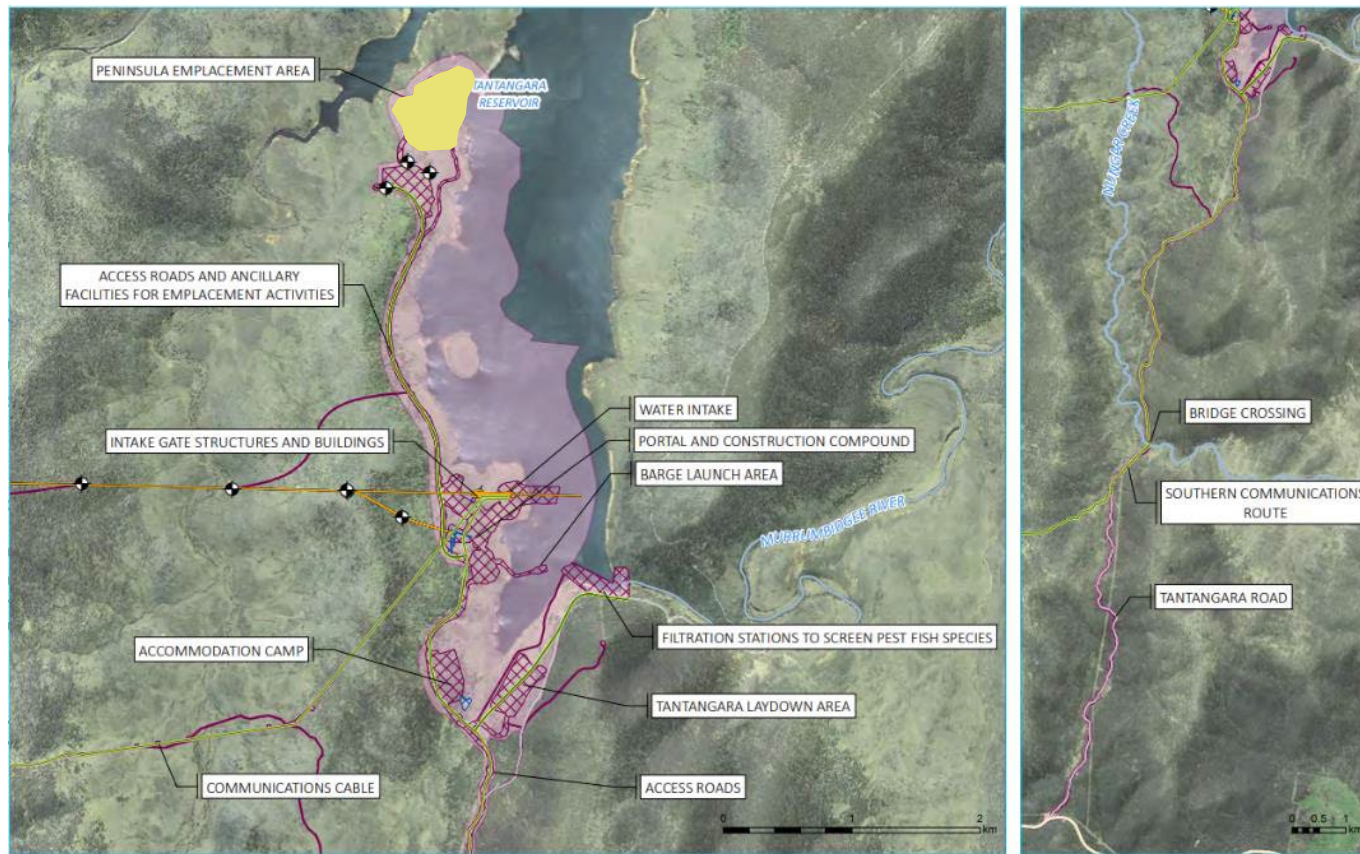 PENINSULA EMPLACEMENT AREA
TANTANGARA
RESERVOIR
ACCESS ROADS AND ANCILLARY
FACILITIES FOR EMPLACEMENT ACTIVITIES
WATER INTAKE
INTAKE GATE STRUCTURES AND BUILDINGS
PORTAL AND CONSTRUCTION COMPOUND
BARGE LAUNCH AREA
MURRUMBIDGEE RIVER
FILTRATION STATIONS TO SCREEN PEST FISH SPECIES
ACCOMMODATION CAMP
TANTANGARA LAYDOWN AREA
COMMUNICATIONS CABLE
ACCESS ROADS
0 1 2
km
NUNGAR CREEK
BRIDGE CROSSING
SOUTHERN COMMUNICATIONS
ROUTE
TANTANGARA ROAD
0 0.5 1
km